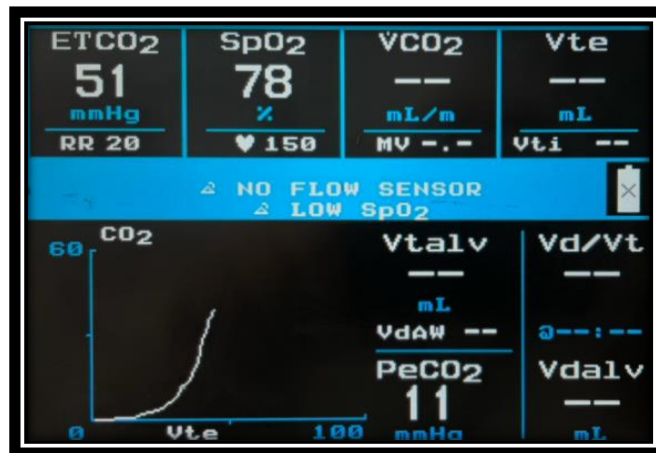 ETCO2 SpO2 V̇CO2 Vte
51 78 -- --
mmHg % mL/m mL
RR 20 ♥ 150 MV -.- Vti --
NO FLOW SENSOR
LOW SpO2
60 CO2
Vtalv Vd/Vt
-- --
mL
VdAW -- --:--
PeCO2 Vdalv
11 --
0 Vte 100 mmHg mL